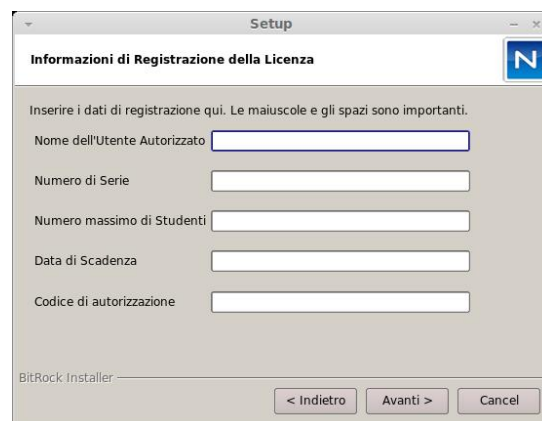 Setup
Informazioni di Registrazione della Licenza
N
Inserire i dati di registrazione qui. Le maiuscole e gli spazi sono importanti.
Nome dell'Utente Autorizzato
Numero di Serie
Numero massimo di Studenti
Data di Scadenza
Codice di autorizzazione
BitRock Installer
< Indietro Avanti > Cancel